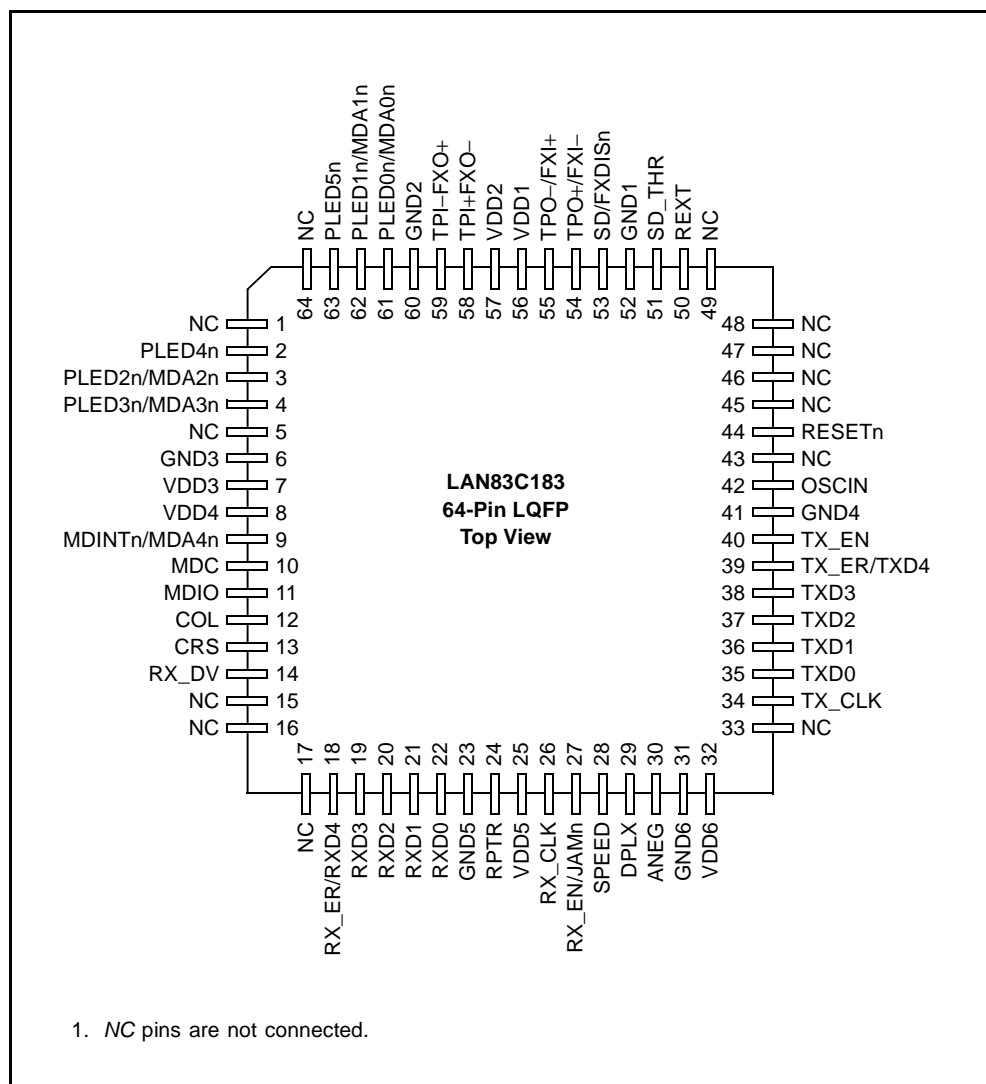 NC
PLED5n
PLED1n/MDA1n
PLED0n/MDA0n
GND2
TPI−FXO+
TPI+FXO−
VDD2
VDD1
TPO−/FXI+
TPO+/FXI−
SD/FXDISn
GND1
SD_THR
REXT
NC
64
63
62
61
60
59
58
57
56
55
54
53
52
51
50
49
NC 1
PLED4n 2
PLED2n/MDA2n 3
PLED3n/MDA3n 4
NC 5
GND3 6
VDD3 7
VDD4 8
MDINTn/MDA4n 9
MDC 10
MDIO 11
COL 12
CRS 13
RX_DV 14
NC 15
NC 16
LAN83C183
64-Pin LQFP
Top View
48 NC
47 NC
46 NC
45 NC
44 RESETn
43 NC
42 OSCIN
41 GND4
40 TX_EN
39 TX_ER/TXD4
38 TXD3
37 TXD2
36 TXD1
35 TXD0
34 TX_CLK
33 NC
17
18
19
20
21
22
23
24
25
26
27
28
29
30
31
32
NC
RX_ER/RXD4
RXD3
RXD2
RXD1
RXD0
GND5
RPTR
VDD5
RX_CLK
RX_EN/JAMn
SPEED
DPLX
ANEG
GND6
VDD6
1. NC pins are not connected.